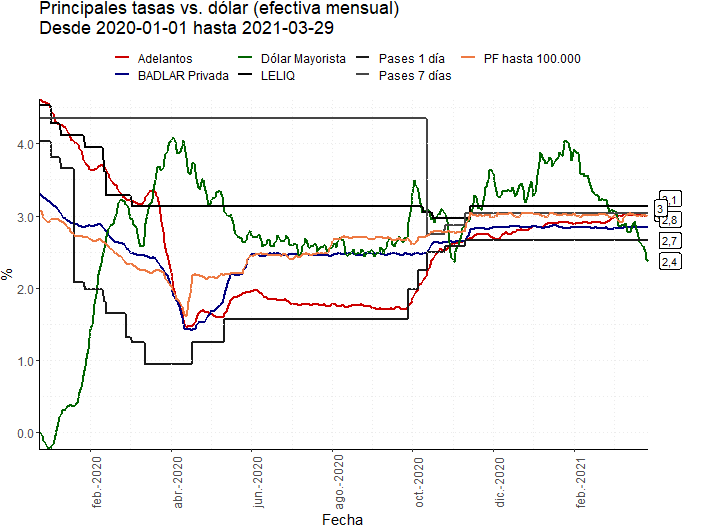 Principales tasas vs. dólar (efectiva mensual)
Desde 2020-01-01 hasta 2021-03-29
Adelantos Dólar Mayorista Pases 1 día PF hasta 100.000
BADLAR Privada LELIQ Pases 7 días
4.0
3.0
2.0
1.0
0.0
%
3
2,8
2,7
2,4
feb.-2020 abr.-2020 jun.-2020 ago.-2020 oct.-2020 dic.-2020 feb.-2021
Fecha